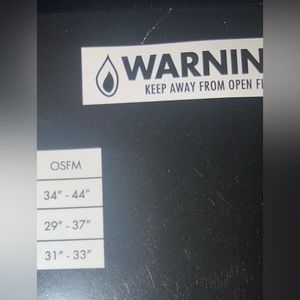 WARNIN
KEEP AWAY FROM OPEN F
OSFM
34" - 44"
29" - 37"
31" - 33"